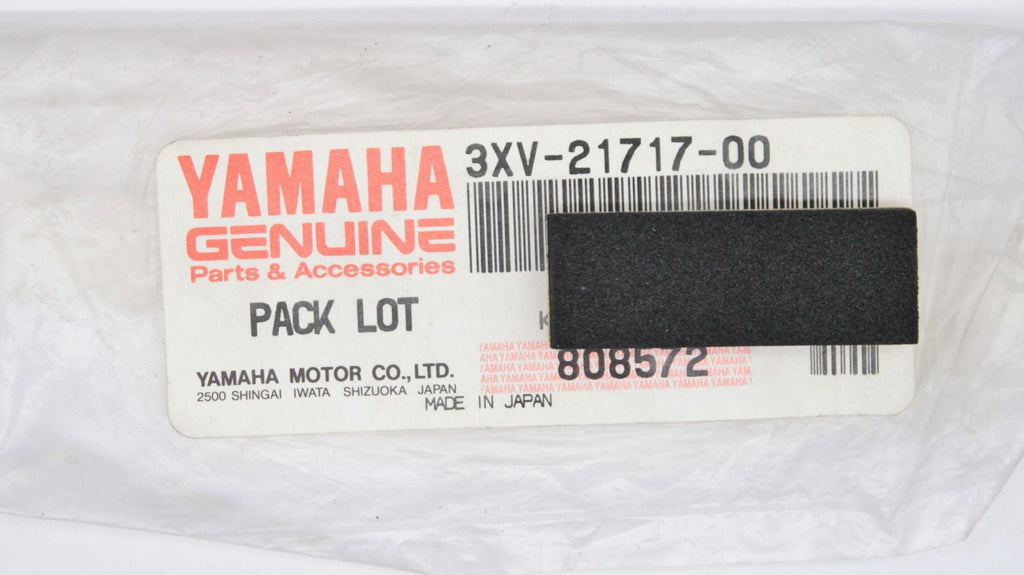 YAMAHA
GENUINE
Parts & Accessories
PACK LOT
YAMAHA MOTOR CO.,LTD.
2500 SHINGAI IWATA SHIZUOKA JAPAN
3XV-21717-00
808572
MADE IN JAPAN